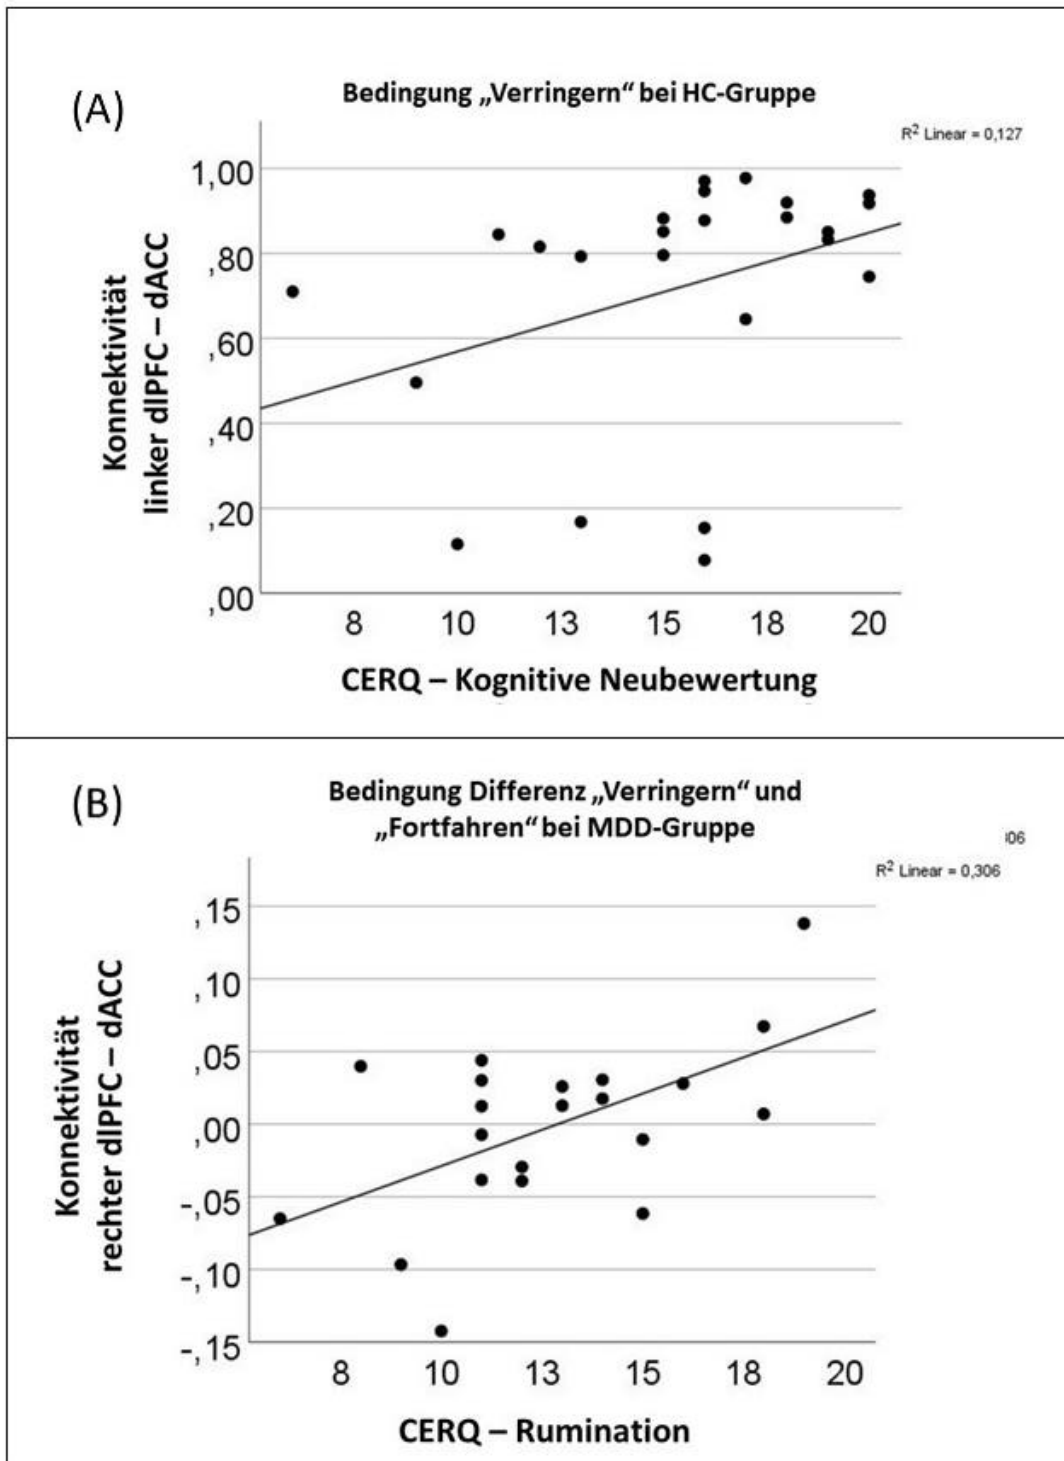 (A)
Bedingung „Verringern“ bei HC-Gruppe
R² Linear = 0,127
Konnektivität
linker dlPFC – dACC
1,00
,80
,60
,40
,20
,00
8 10 13 15 18 20
CERQ – Kognitive Neubewertung
(B)
Bedingung Differenz „Verringern“ und
„Fortfahren“ bei MDD-Gruppe
R² Linear = 0,306
Konnektivität
rechter dlPFC – dACC
,15
,10
,05
,00
-,05
-,10
-,15
8 10 13 15 18 20
CERQ – Rumination